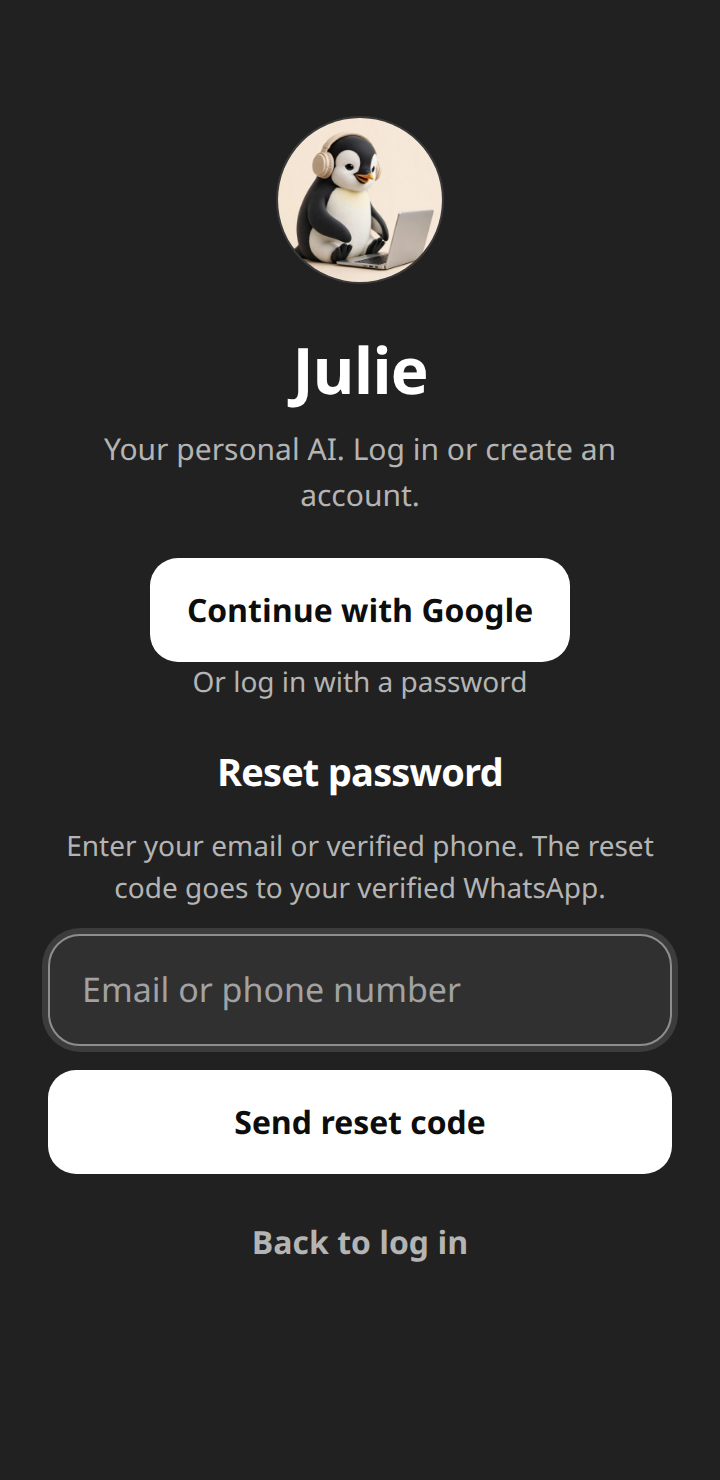 Julie
Your personal AI. Log in or create an
account.
Continue with Google
Or log in with a password
Reset password
Enter your email or verified phone. The reset
code goes to your verified WhatsApp.
Email or phone number
Send reset code
Back to log in